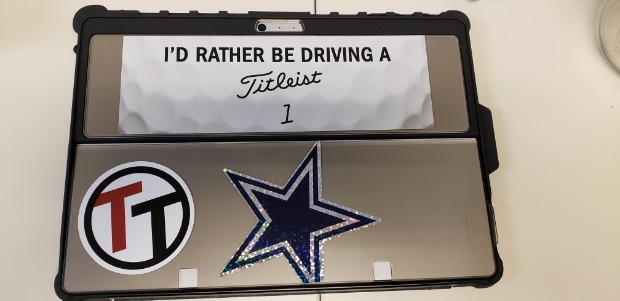 I'D RATHER BE DRIVING A
Titleist
1
TT